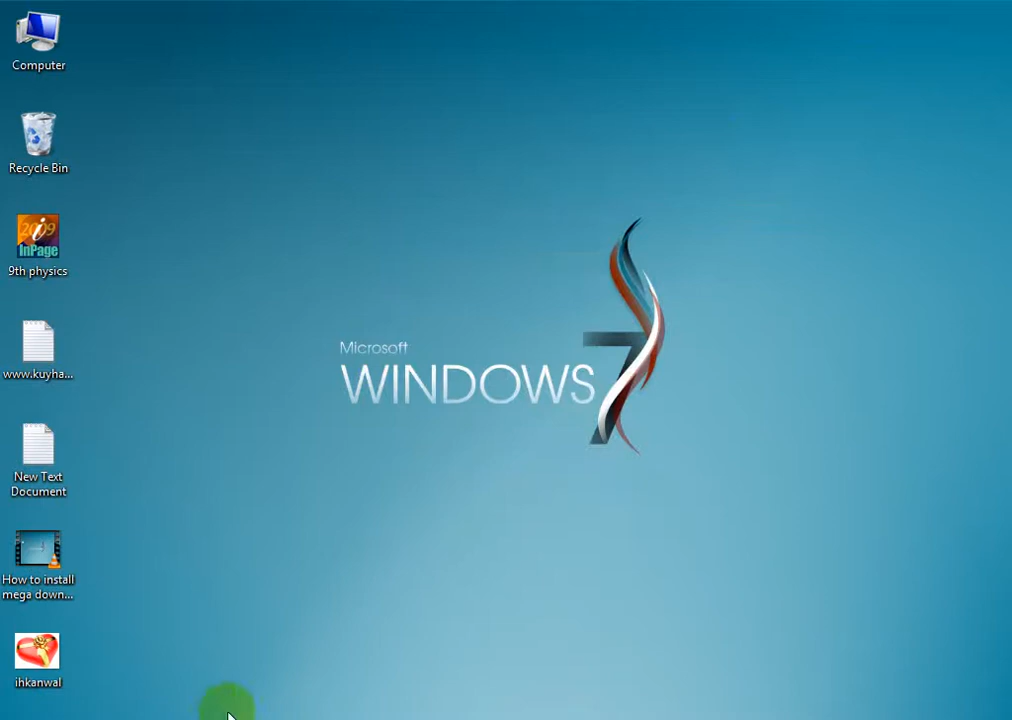 Computer
Recycle Bin
2009
InPage
9th physics
www.kuyha...
New Text
Document
How to install
mega down...
ihkanwal
Microsoft
WINDOWS 7